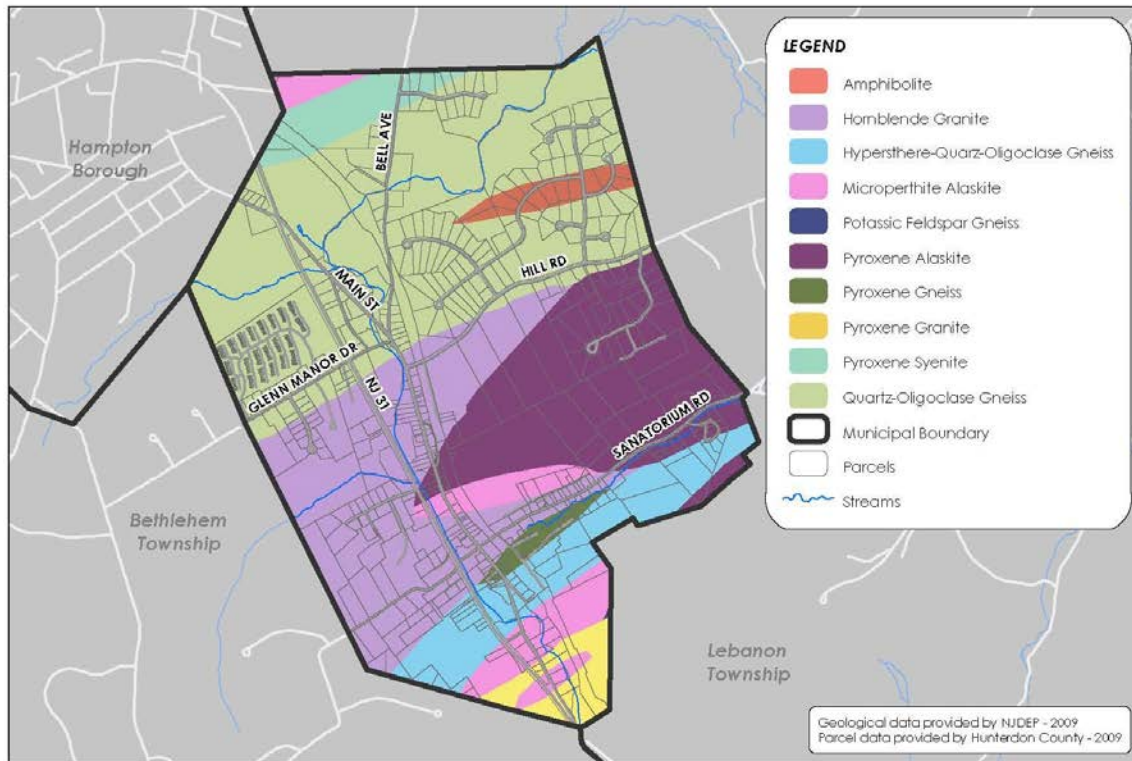 LEGEND
Amphibolite
Hornblende Granite
Hypersthere-Quarz-Oligoclase Gneiss
Microperthite Alaskite
Potassic Feldspar Gneiss
Pyroxene Alaskite
Pyroxene Gneiss
Pyroxene Granite
Pyroxene Syenite
Quartz-Oligoclase Gneiss
Municipal Boundary
Parcels
Streams
Hampton
Borough
BELL AVE
MAIN ST
HILL RD
GLENN MANOR DR
NJ 31
SANATORIUM RD
Bethlehem
Township
Lebanon
Township
Geological data provided by NJDEP - 2009
Parcel data provided by Hunterdon County - 2009